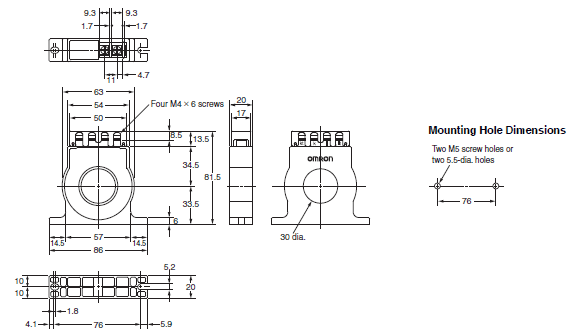 9.3 9.3
1.7 1.7
11 4.7
63
54
50
Four M4 × 6 screws
8.5
13.5
34.5
81.5
33.5
6
14.5 57 14.5
86
20
17
OMRON
30 dia.
Mounting Hole Dimensions
Two M5 screw holes or
two 5.5-dia. holes
76
5.2
10
10
20
1.8
4.1 76 5.9